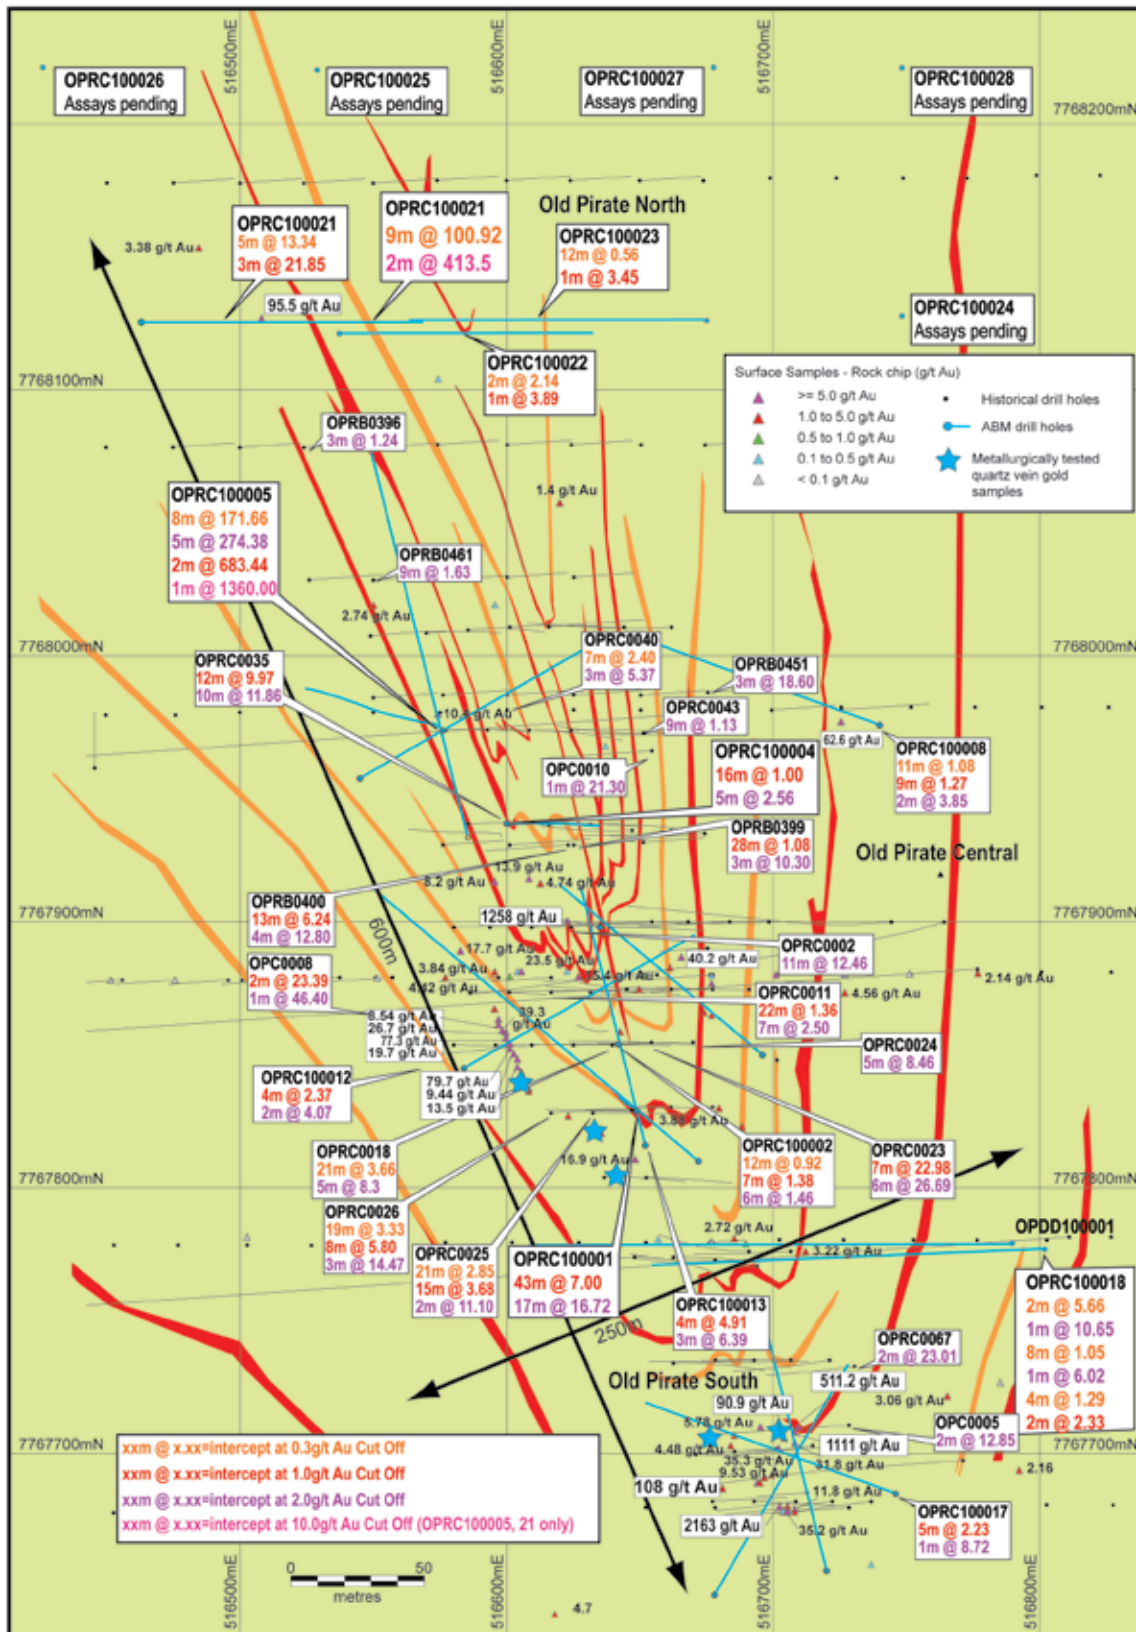 516500mE
516600mE
516700mE
516800mE
OPRC100026
Assays pending
OPRC100025
Assays pending
OPRC100027
Assays pending
OPRC100028
Assays pending
7768200mN
Old Pirate North
OPRC100021
5m @ 13.34
3m @ 21.85
OPRC100021
9m @ 100.92
2m @ 413.5
OPRC100023
12m @ 0.56
1m @ 3.45
3.38 g/t Au
95.5 g/t Au
OPRC100024
Assays pending
OPRC100022
2m @ 2.14
1m @ 3.89
7768100mN
Surface Samples - Rock chip (g/t Au)
>= 5.0 g/t Au
1.0 to 5.0 g/t Au
0.5 to 1.0 g/t Au
0.1 to 0.5 g/t Au
< 0.1 g/t Au
Historical drill holes
ABM drill holes
Metallurgically tested
quartz vein gold
samples
OPRB0396
3m @ 1.24
OPRC100005
8m @ 171.66
5m @ 274.38
2m @ 683.44
1m @ 1360.00
1.4 g/t Au
OPRB0461
9m @ 1.63
2.74 g/t Au
7768000mN
7768000mN
OPRC0040
7m @ 2.40
3m @ 5.37
OPRC0035
12m @ 9.97
10m @ 11.86
OPRB0451
3m @ 18.60
OPRC0043
9m @ 1.13
62.6 g/t Au
OPRC100008
11m @ 1.08
9m @ 1.27
2m @ 3.85
OPC0010
1m @ 21.30
OPRC100004
16m @ 1.00
5m @ 2.56
OPRB0399
28m @ 1.08
3m @ 10.30
Old Pirate Central
13.9 g/t Au
8.2 g/t Au
4.74 g/t Au
OPRB0400
13m @ 6.24
4m @ 12.80
600m
1258 g/t Au
7767900mN
7767900mN
OPRC0002
11m @ 12.46
17.7 g/t Au
23.5 g/t Au
40.2 g/t Au
OPC0008
2m @ 23.39
1m @ 46.40
3.84 g/t Au
4.42 g/t Au
2.14 g/t Au
4.56 g/t Au
OPRC0011
22m @ 1.36
7m @ 2.50
8.54 g/t Au
26.7 g/t Au
77.3 g/t Au
19.7 g/t Au
39.3
g/t Au
OPRC0024
5m @ 8.46
OPRC100012
4m @ 2.37
2m @ 4.07
79.7 g/t Au
9.44 g/t Au
13.5 g/t Au
3.88 g/t Au
OPRC0018
21m @ 3.66
5m @ 8.3
16.9 g/t Au
OPRC100002
12m @ 0.92
7m @ 1.38
6m @ 1.46
OPRC0023
7m @ 22.98
6m @ 26.69
7767800mN
7767800mN
OPRC0026
19m @ 3.33
8m @ 5.80
3m @ 14.47
OPRC0025
21m @ 2.85
15m @ 3.68
2m @ 11.10
OPRC100001
43m @ 7.00
17m @ 16.72
2.72 g/t Au
3.22 g/t Au
OPDD100001
OPRC100018
2m @ 5.66
1m @ 10.65
8m @ 1.05
1m @ 6.02
4m @ 1.29
2m @ 2.33
OPRC100013
4m @ 4.91
3m @ 6.39
250m
OPRC0067
2m @ 23.01
Old Pirate South
511.2 g/t Au
90.9 g/t Au
3.06 g/t Au
5.78 g/t Au
OPC0005
2m @ 12.85
4.48 g/t Au
1111 g/t Au
7767700mN
7767700mN
35.3 g/t Au
31.8 g/t Au
9.53 g/t Au
2.16
108 g/t Au
11.8 g/t Au
OPRC100017
5m @ 2.23
1m @ 8.72
2163 g/t Au
35.2 g/t Au
xxm @ x.xx=intercept at 0.3g/t Au Cut Off
xxm @ x.xx=intercept at 1.0g/t Au Cut Off
xxm @ x.xx=intercept at 2.0g/t Au Cut Off
xxm @ x.xx=intercept at 10.0g/t Au Cut Off (OPRC100005, 21 only)
0 50
metres
4.7
516500mE
516600mE
516700mE
516800mE